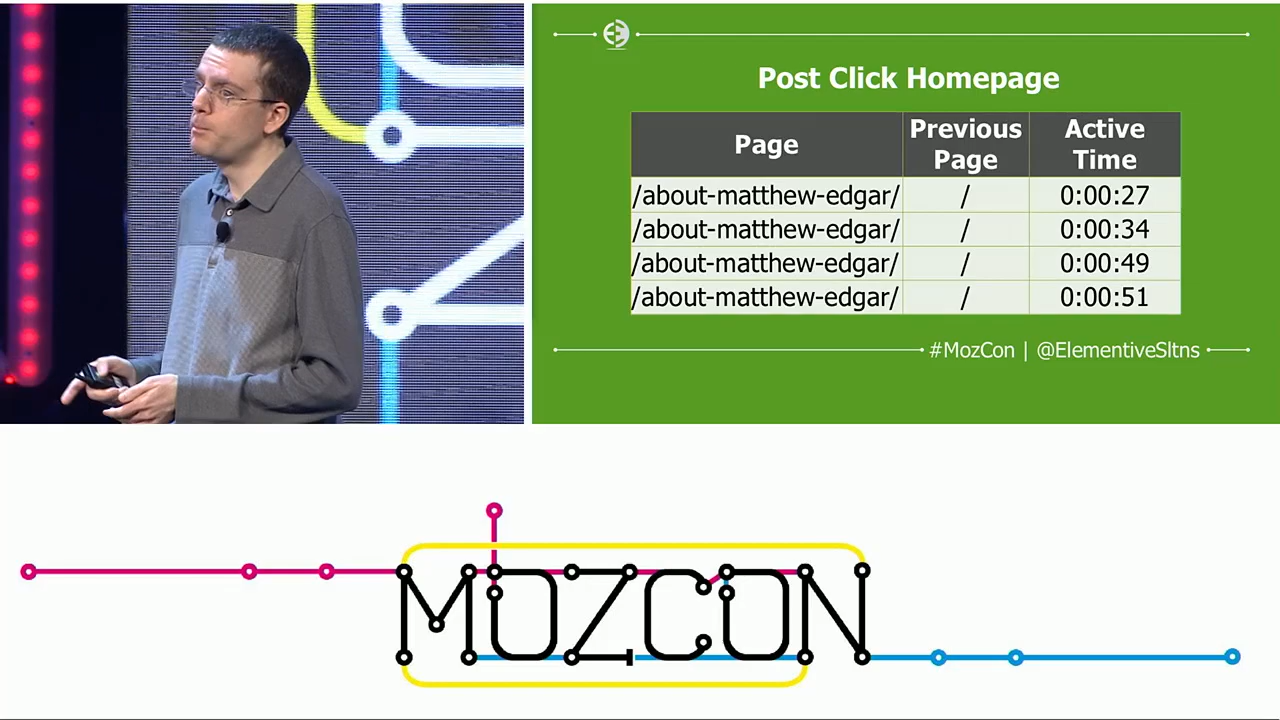 Post Click Homepage
Page Previous Page Active Time
/about-matthew-edgar/ / 0:00:27
/about-matthew-edgar/ / 0:00:34
/about-matthew-edgar/ / 0:00:49
/about-matthew-edgar/ / 0:00:51
#MozCon | @ElementiveSltns
MOZCON